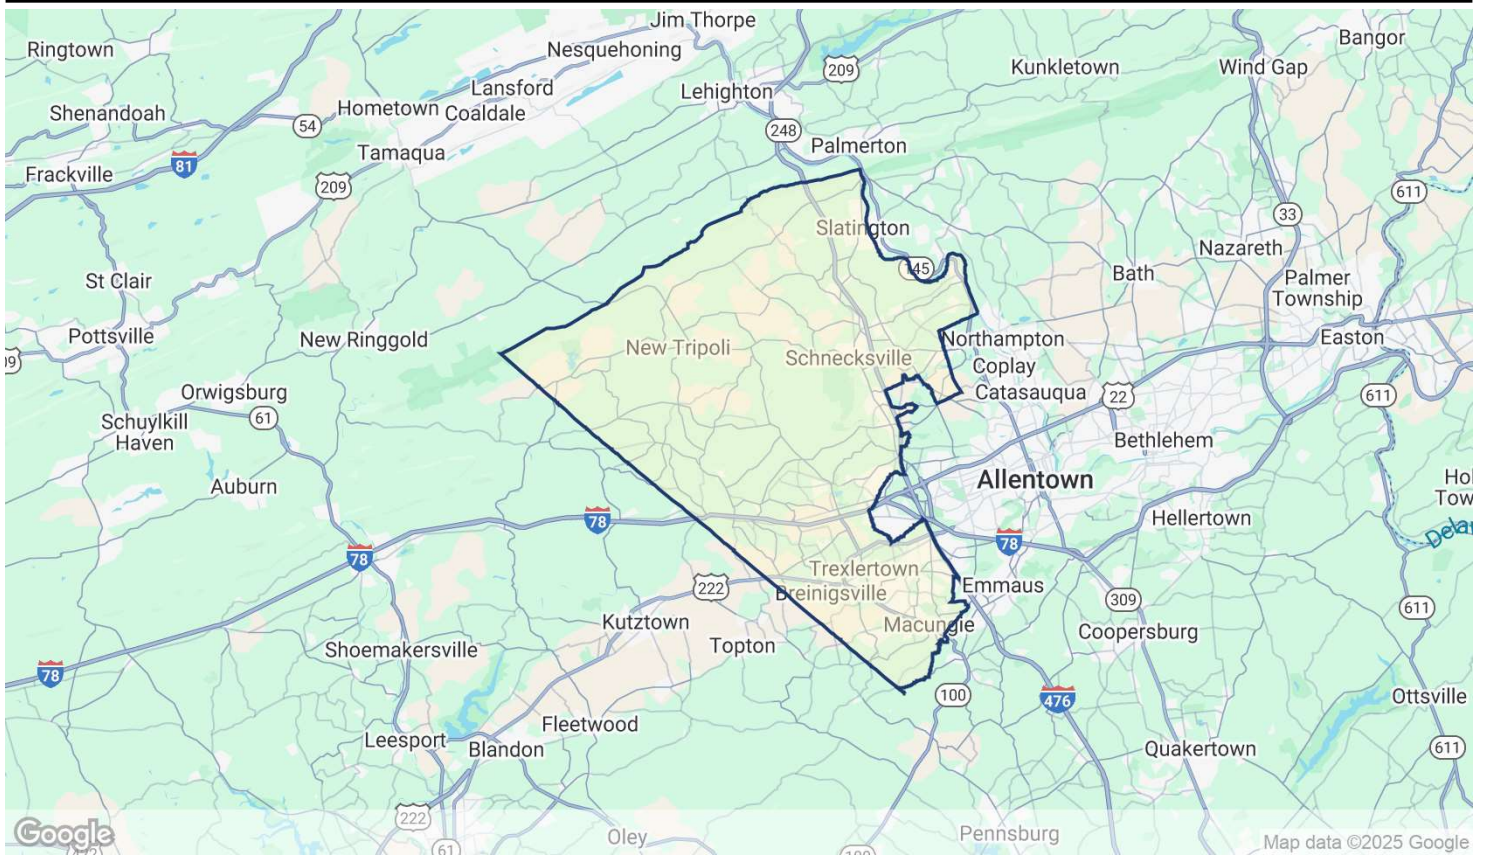 Jim Thorpe
Ringtown
Nesquehoning
Bangor
209
Kunkletown
Wind Gap
Lansford
Lehighton
Shenandoah
Hometown
Coaldale
54
248
Palmerton
Tamaqua
81
Frackville
209
611
33
Slatington
Nazareth
145
Bath
St Clair
Palmer
Township
Pottsville
New Ringgold
New Tripoli
Northampton
Easton
Schnecksville
Coplay
Orwigsburg
Catasauqua
22
611
61
Schuylkill
Haven
Bethlehem
Auburn
Allentown
78
Hellertown
78
78
Trexlertown
222
Breinigsville
Emmaus
309
611
Kutztown
Macungie
Coopersburg
Topton
Shoemakersville
78
100
476
Ottsville
Fleetwood
Leesport
Blandon
Quakertown
611
222
Google
Oley
Pennsburg
61
Map data ©2025 Google